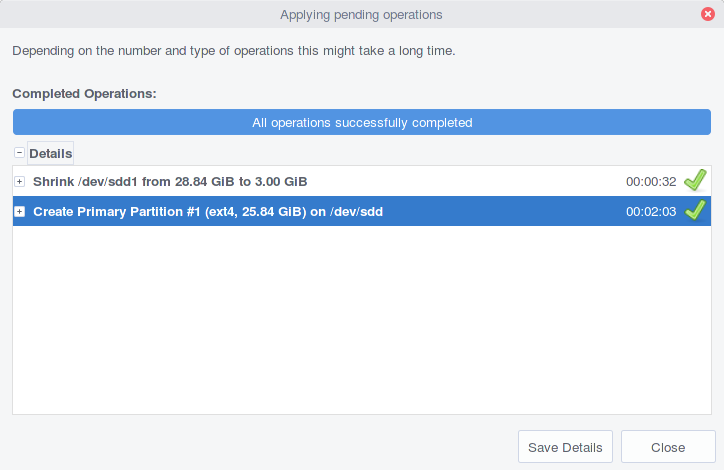 Applying pending operations
Depending on the number and type of operations this might take a long time.
Completed Operations:
All operations successfully completed
Details
Shrink /dev/sdd1 from 28.84 GiB to 3.00 GiB 00:00:32
Create Primary Partition #1 (ext4, 25.84 GiB) on /dev/sdd 00:02:03
Save Details Close